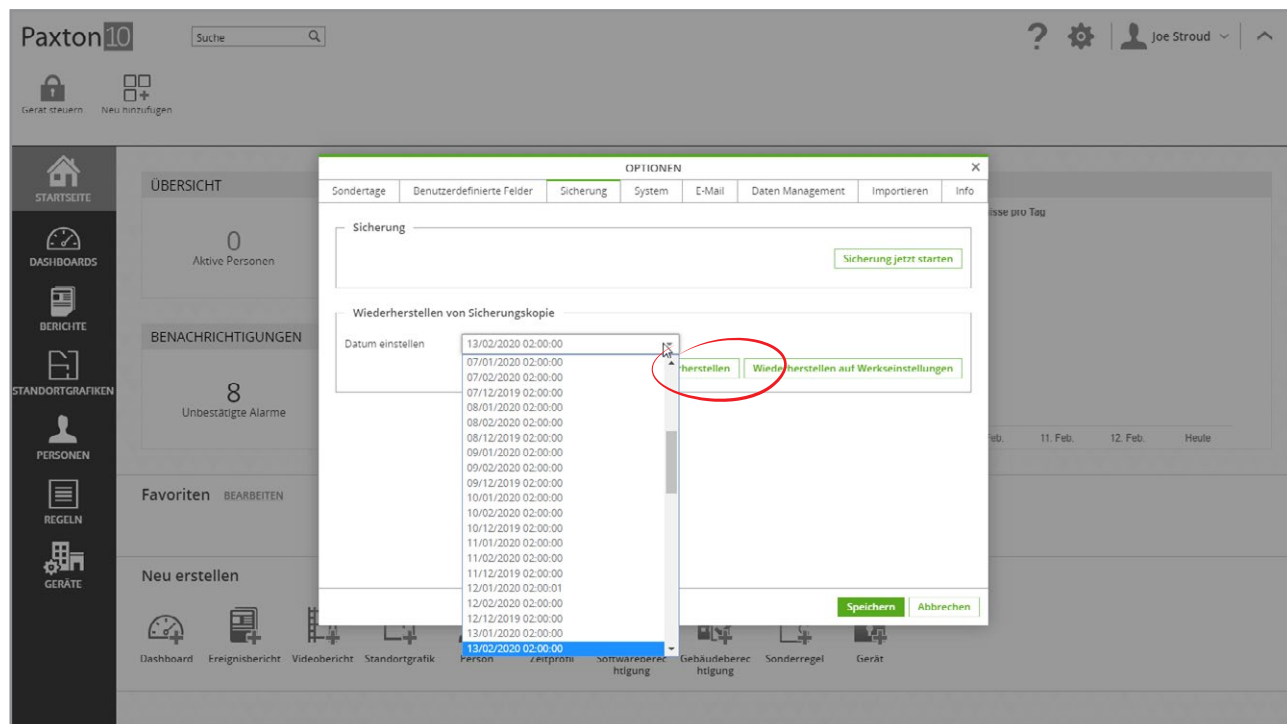 Paxton10
Suche
Joe Stroud
Gerät steuern
Neu hinzufügen
STARTSEITE
DASHBOARDS
BERICHTE
STANDORTGRAFIKEN
PERSONEN
REGELN
GERÄTE
ÜBERSICHT
0
Aktive Personen
BENACHRICHTIGUNGEN
8
Unbestätigte Alarme
isse pro Tag
11. Feb.
12. Feb.
Heute
OPTIONEN
Sondertage
Benutzerdefinierte Felder
Sicherung
System
E-Mail
Daten Management
Importieren
Info
Sicherung
Sicherung jetzt starten
Wiederherstellen von Sicherungskopie
Datum einstellen
13/02/2020 02:00:00
herstellen
Wiederherstellen auf Werkseinstellungen
07/01/2020 02:00:00
07/02/2020 02:00:00
07/12/2019 02:00:00
08/01/2020 02:00:00
08/02/2020 02:00:00
08/12/2019 02:00:00
09/01/2020 02:00:00
09/02/2020 02:00:00
09/12/2019 02:00:00
10/01/2020 02:00:00
10/02/2020 02:00:00
10/12/2019 02:00:00
11/01/2020 02:00:00
11/02/2020 02:00:00
11/12/2019 02:00:00
12/01/2020 02:00:01
12/02/2020 02:00:00
12/12/2019 02:00:00
13/01/2020 02:00:00
13/02/2020 02:00:00
Speichern
Abbrechen
Favoriten BEARBEITEN
Neu erstellen
Dashboard
Ereignisbericht
Videobericht
Standortgrafik
Person
Zeitprofil
Softwareberec
htigung
Gebäudeberec
htigung
Sonderregel
Gerät